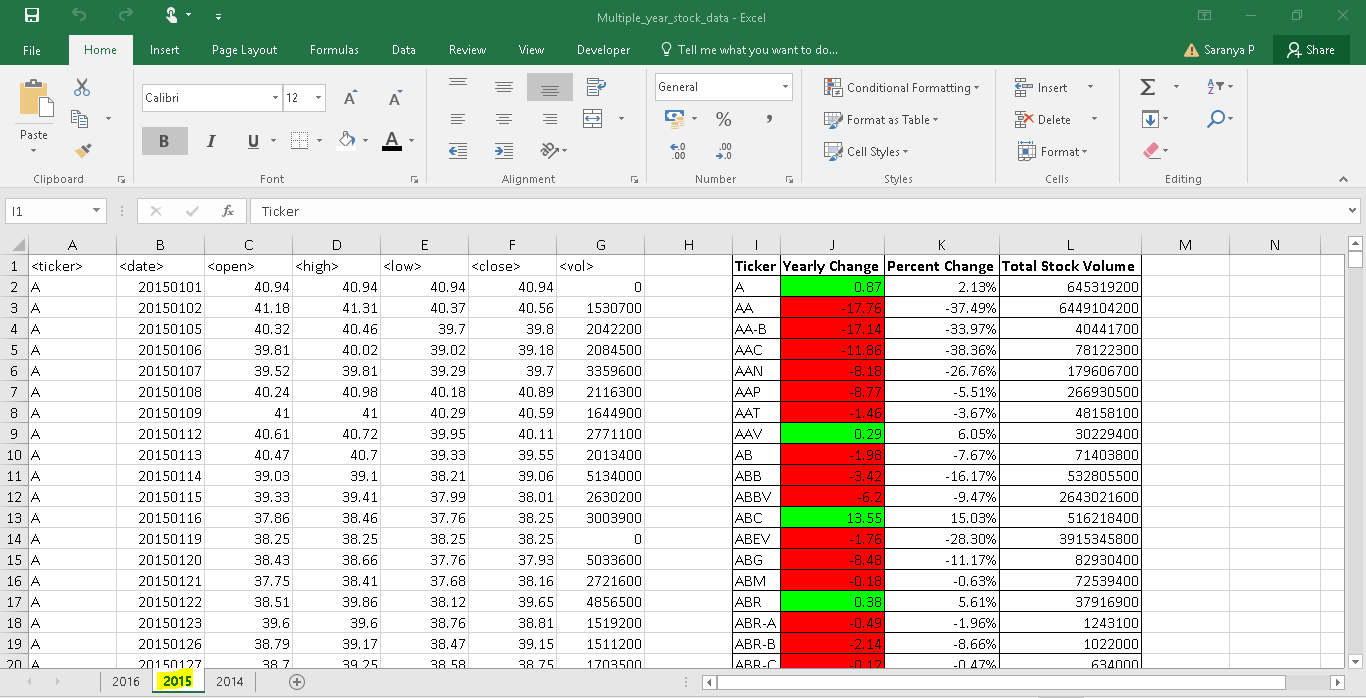 Multiple_year_stock_data - Excel
File Home Insert Page Layout Formulas Data Review View Developer Tell me what you want to do... Saranya P Share
Calibri 12 General Conditional Formatting Insert
Paste B I U A % , Format as Table Delete
Cell Styles Format
Clipboard Font Alignment Number Styles Cells Editing
I1 fx Ticker
A B C D E F G H I J K L M N
1 <ticker> <date> <open> <high> <low> <close> <vol> Ticker Yearly Change Percent Change Total Stock Volume
2 A 20150101 40.94 40.94 40.94 40.94 0 A 0.87 2.13% 645319200
3 A 20150102 41.18 41.31 40.37 40.56 1530700 AA -17.76 -37.49% 6449104200
4 A 20150105 40.32 40.46 39.7 39.8 2042200 AA-B -17.14 -33.97% 40441700
5 A 20150106 39.81 40.02 39.02 39.18 2084500 AAC -11.86 -38.36% 78122300
6 A 20150107 39.52 39.81 39.29 39.7 3359600 AAN -8.18 -26.76% 179606700
7 A 20150108 40.24 40.98 40.18 40.89 2116300 AAP -8.77 -5.51% 266930500
8 A 20150109 41 41 40.29 40.59 1644900 AAT -1.46 -3.67% 48158100
9 A 20150112 40.61 40.72 39.95 40.11 2771100 AAV 0.29 6.05% 30229400
10 A 20150113 40.47 40.7 39.33 39.55 2013400 AB -1.98 -7.67% 71403800
11 A 20150114 39.03 39.1 38.21 39.06 5134000 ABB -3.42 -16.17% 532805500
12 A 20150115 39.33 39.41 37.99 38.01 2630200 ABBV -6.2 -9.47% 2643021600
13 A 20150116 37.86 38.46 37.76 38.25 3003900 ABC 13.55 15.03% 516218400
14 A 20150119 38.25 38.25 38.25 38.25 0 ABEV -1.76 -28.30% 3915345800
15 A 20150120 38.43 38.66 37.76 37.93 5033600 ABG -8.48 -11.17% 82930400
16 A 20150121 37.75 38.41 37.68 38.16 2721600 ABM -0.18 -0.63% 72539400
17 A 20150122 38.51 39.86 38.12 39.65 4856500 ABR 0.38 5.61% 37916900
18 A 20150123 39.6 39.6 38.76 38.81 1519200 ABR-A -0.49 -1.96% 1243100
19 A 20150126 38.79 39.17 38.47 39.15 1511200 ABR-B -2.14 -8.66% 1022000
20 A 20150127 38.7 39.25 38.58 38.75 1703500 ABR-C -0.12 -0.47% 634000
2016 2015 2014